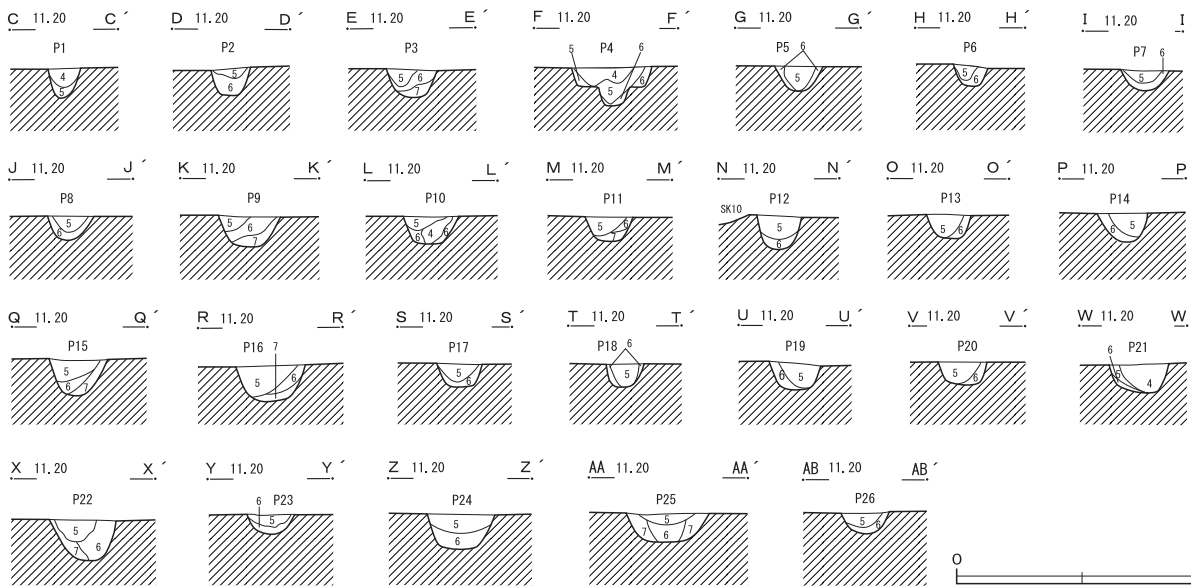 C 11.20 C´ D 11.20 D´ E 11.20 E´ F 11.20 F´ G 11.20 G´ H 11.20 H´ I 11.20 I
P1 P2 P3 5 P4 6 P5 6 P6 P7 6
4 5 5 6 5 6 7 4 5 6 5 5 6 5
J 11.20 J´ K 11.20 K´ L 11.20 L´ M 11.20 M´ N 11.20 N´ O 11.20 O´ P 11.20 P
P8 P9 P10 P11 SK10 P12 P13 P14
6 5 5 6 7 5 6 4 6 5 6 5 6 5 6 6 5
Q 11.20 Q´ R 11.20 R´ S 11.20 S´ T 11.20 T´ U 11.20 U´ V 11.20 V´ W 11.20 W
P15 P16 7 P17 P18 6 P19 P20 6 P21
5 6 7 5 6 5 6 5 6 5 5 6 5 4
X 11.20 X´ Y 11.20 Y´ Z 11.20 Z´ AA 11.20 AA´ AB 11.20 AB´
P22 6 P23 P24 P25 P26
5 7 6 5 5 6 5 7 6 7 5 6
0